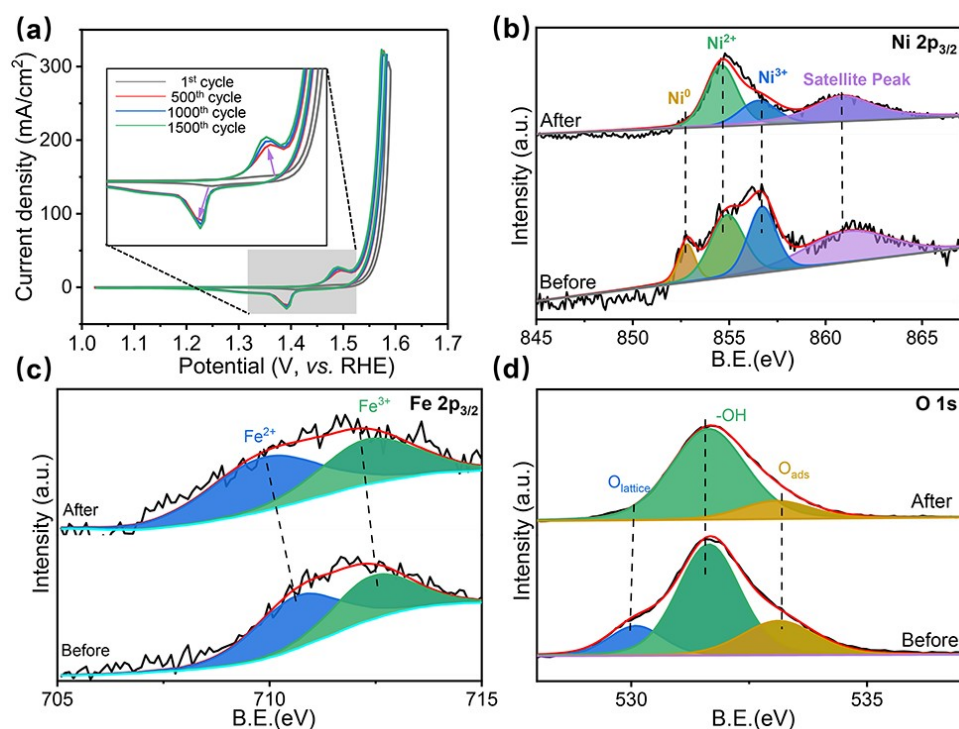 (a)
Current density (mA/cm²)
300
200
100
0
1ˢᵗ cycle
500ᵗʰ cycle
1000ᵗʰ cycle
1500ᵗʰ cycle
1.0 1.1 1.2 1.3 1.4 1.5 1.6 1.7
Potential (V, vs. RHE)
(b)
Ni 2p₃/₂
Intensity (a.u.)
Ni⁰
Ni²⁺
Ni³⁺
Satellite Peak
After
Before
845 850 855 860 865
B.E.(eV)
(c)
Fe 2p₃/₂
Intensity (a.u.)
Fe²⁺
Fe³⁺
After
Before
705 710 715
B.E.(eV)
(d)
O 1s
Intensity (a.u.)
-OH
O_lattice
O_ads
After
Before
530 535
B.E.(eV)